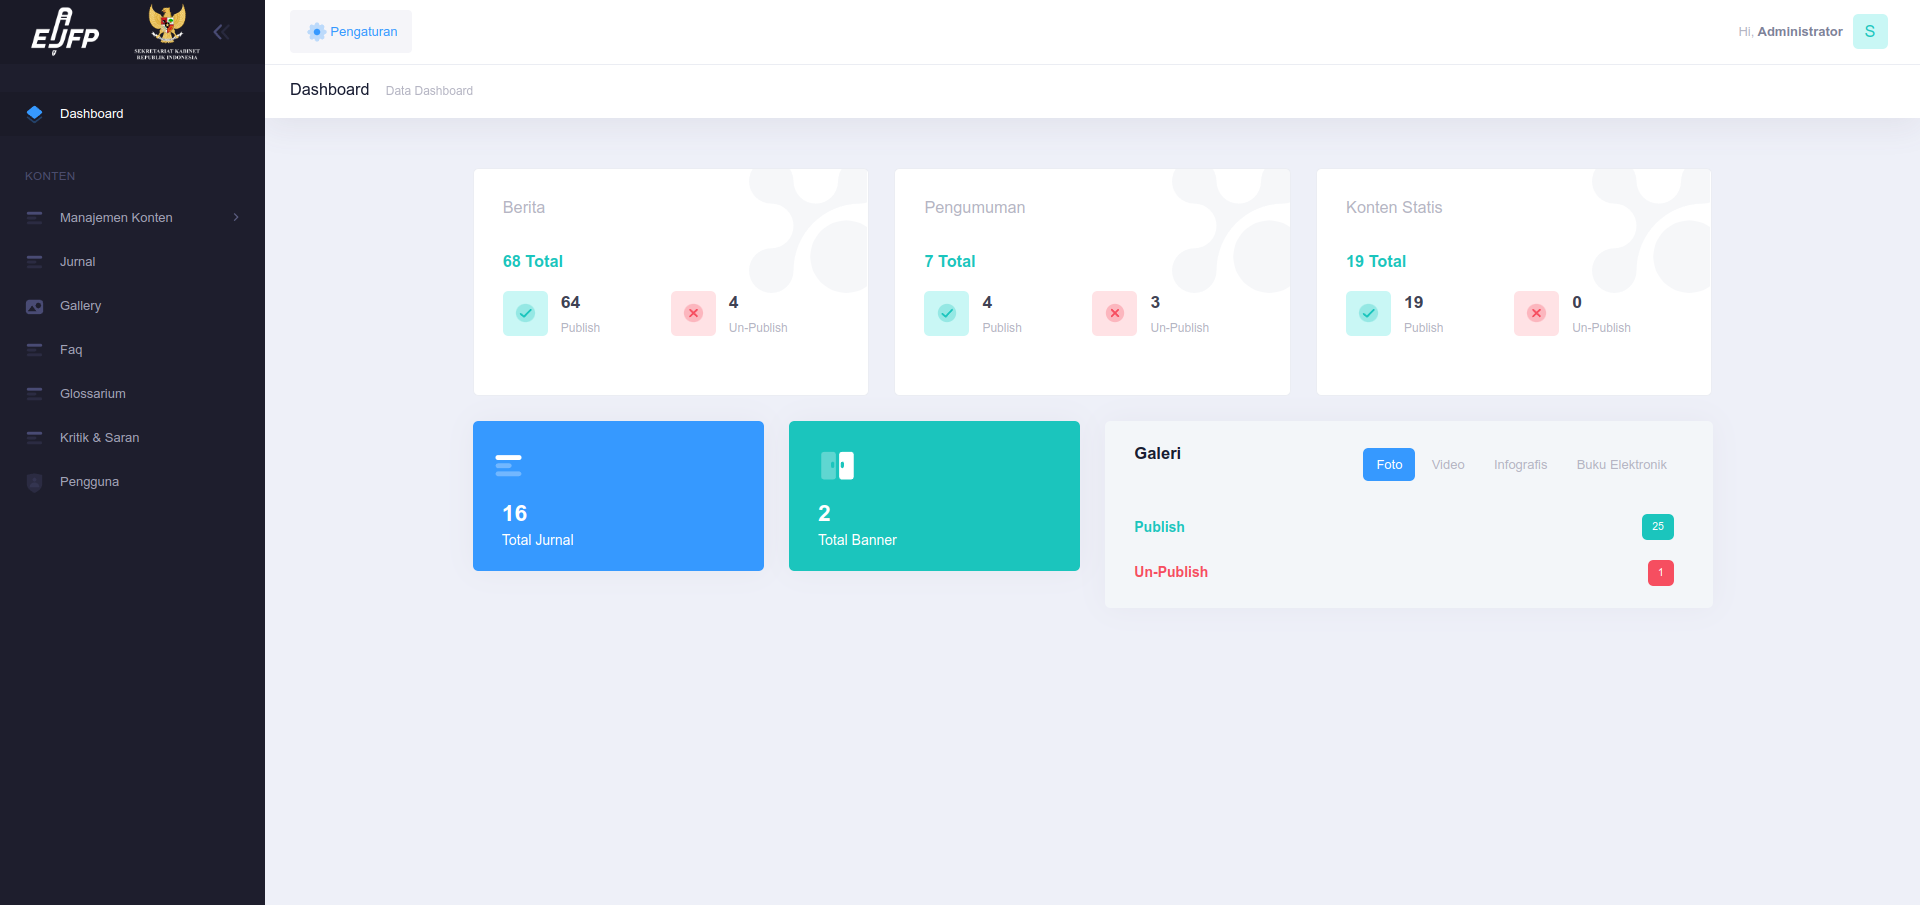 EJFP
SEKRETARIAT KABINET
REPUBLIK INDONESIA
Pengaturan
Hi, Administrator
S
Dashboard
Data Dashboard
Dashboard
KONTEN
Manajemen Konten
Jurnal
Gallery
Faq
Glossarium
Kritik & Saran
Pengguna
Berita
68 Total
64
Publish
4
Un-Publish
Pengumuman
7 Total
4
Publish
3
Un-Publish
Konten Statis
19 Total
19
Publish
0
Un-Publish
16
Total Jurnal
2
Total Banner
Galeri
Foto
Video
Infografis
Buku Elektronik
Publish
25
Un-Publish
1